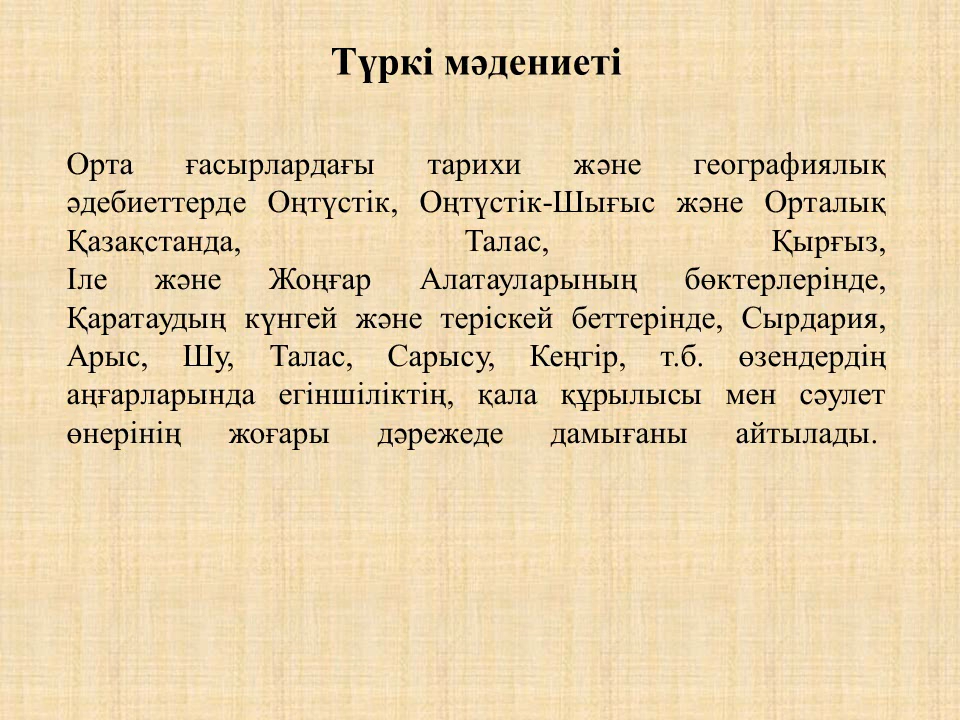 Түркі мәдениеті
Орта ғасырлардағы тарихи және географиялық
әдебиеттерде Оңтүстік, Оңтүстік-Шығыс және Орталық
Қазақстанда, Талас, Қырғыз,
Іле және Жоңғар Алатауларының бөктерлерінде,
Қаратаудың күнгей және теріскей беттерінде, Сырдария,
Арыс, Шу, Талас, Сарысу, Кеңгір, т.б. өзендердің
аңғарларында егіншіліктің, қала құрылысы мен сәулет
өнерінің жоғары дәрежеде дамығаны айтылады.